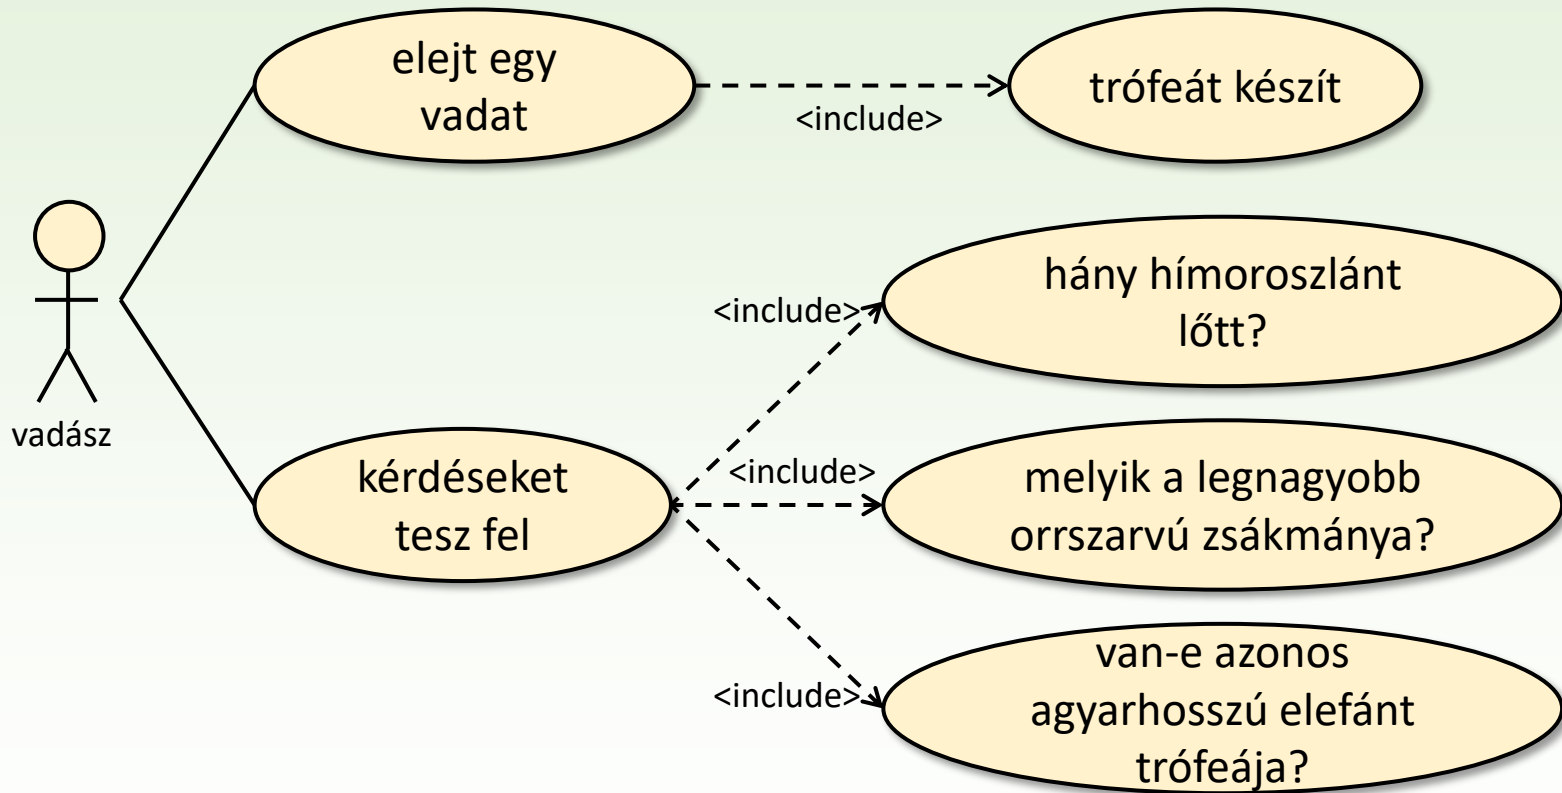 elejt egy
vadat
<include>
trófeát készít
vadász
hány hímoroszlánt
lőtt?
<include>
kérdéseket
tesz fel
<include>
melyik a legnagyobb
orrszarvú zsákmánya?
<include>
van-e azonos
agyarhosszú elefánt
trófeája?